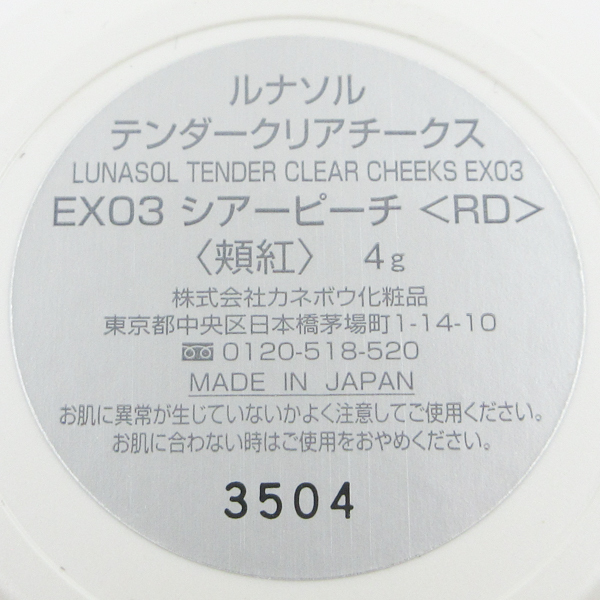 ルナソル
テンダークリアチークス
LUNASOL TENDER CLEAR CHEEKS EX03
EX03 シアーピーチ <RD>
〈頬紅〉 4g
株式会社カネボウ化粧品
東京都中央区日本橋茅場町1-14-10
0120-518-520
MADE IN JAPAN
お肌に異常が生じていないかよく注意してご使用ください。
お肌に合わない時はご使用をおやめください。
3504